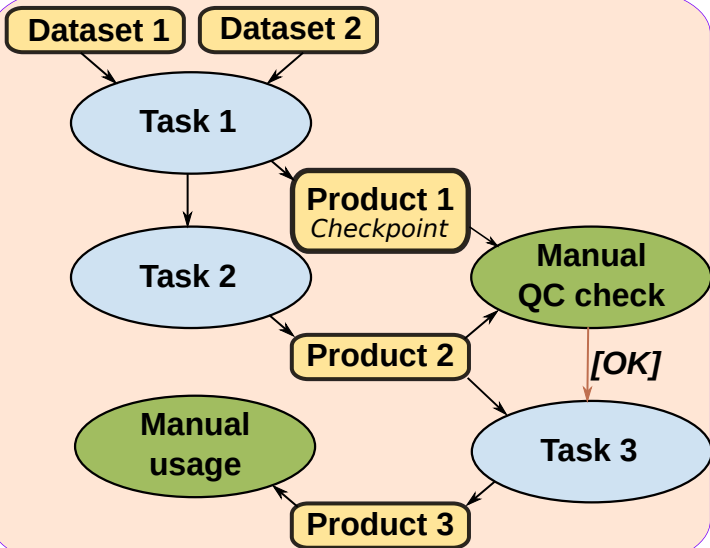 Dataset 1
Dataset 2
Task 1
Product 1
Checkpoint
Manual
QC check
Task 2
Product 2
[OK]
Manual
usage
Task 3
Product 3